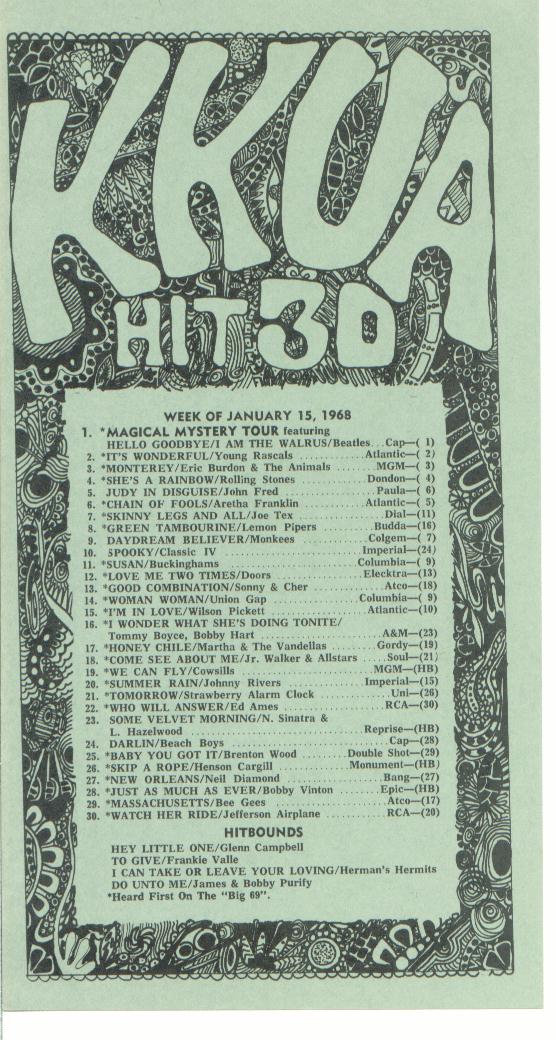 KKUA
HIT 30
WEEK OF JANUARY 15, 1968
1. *MAGICAL MYSTERY TOUR featuring
HELLO GOODBYE/I AM THE WALRUS/Beatles...Cap—( 1)
2. *IT'S WONDERFUL/Young Rascals ............Atlantic—( 2)
3. *MONTEREY/Eric Burdon & The Animals .......MGM—( 3)
4. *SHE'S A RAINBOW/Rolling Stones ............Dondon—( 4)
5. JUDY IN DISGUISE/John Fred ..................Paula—( 6)
6. *CHAIN OF FOOLS/Aretha Franklin ...........Atlantic—( 5)
7. *SKINNY LEGS AND ALL/Joe Tex ................Dial—(11)
8. *GREEN TAMBOURINE/Lemon Pipers ..........Budda—(16)
9. DAYDREAM BELIEVER/Monkees ..............Colgem—( 7)
10. SPOOKY/Classic IV ........................Imperial—(24)
11. *SUSAN/Buckinghams ......................Columbia—( 9)
12. *LOVE ME TWO TIMES/Doors ...............Elecktra—(13)
13. *GOOD COMBINATION/Sonny & Cher ............Atco—(18)
14. *WOMAN WOMAN/Union Gap ................Columbia—( 9)
15. *I'M IN LOVE/Wilson Pickett ................Atlantic—(10)
16. *I WONDER WHAT SHE'S DOING TONITE/
Tommy Boyce, Bobby Hart ....................A&M—(23)
17. *HONEY CHILE/Martha & The Vandellas .......Gordy—(19)
18. *COME SEE ABOUT ME/Jr. Walker & Allstars .....Soul—(21)
19. *WE CAN FLY/Cowsills ........................MGM—(HB)
20. *SUMMER RAIN/Johnny Rivers ..............Imperial—(15)
21. *TOMORROW/Strawberry Alarm Clock ...........Uni—(26)
22. *WHO WILL ANSWER/Ed Ames ..................RCA—(30)
23. SOME VELVET MORNING/N. Sinatra &
L. Hazelwood .............................Reprise—(HB)
24. DARLIN/Beach Boys ...........................Cap—(28)
25. *BABY YOU GOT IT/Brenton Wood ........Double Shot—(29)
26. *SKIP A ROPE/Henson Cargill .............Monument—(HB)
27. *NEW ORLEANS/Neil Diamond .................Bang—(27)
28. *JUST AS MUCH AS EVER/Bobby Vinton ........Epic—(HB)
29. *MASSACHUSETTS/Bee Gees ....................Atco—(17)
30. *WATCH HER RIDE/Jefferson Airplane ...........RCA—(20)
HITBOUNDS
HEY LITTLE ONE/Glenn Campbell
TO GIVE/Frankie Valle
I CAN TAKE OR LEAVE YOUR LOVING/Herman's Hermits
DO UNTO ME/James & Bobby Purify
*Heard First On The "Big 69".